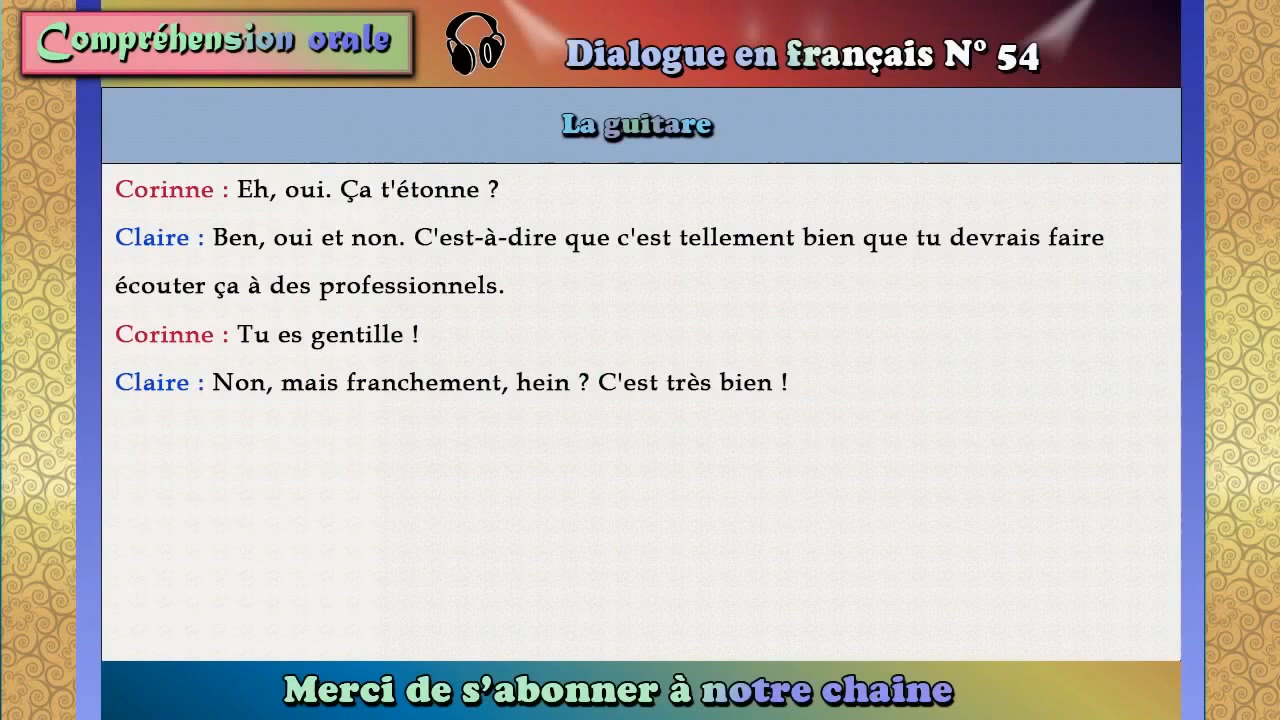 Compréhension orale
Dialogue en français N° 54
La guitare
Corinne : Eh, oui. Ça t'étonne ?
Claire : Ben, oui et non. C'est-à-dire que c'est tellement bien que tu devrais faire
écouter ça à des professionnels.
Corinne : Tu es gentille !
Claire : Non, mais franchement, hein ? C'est très bien !
Merci de s’abonner à notre chaine